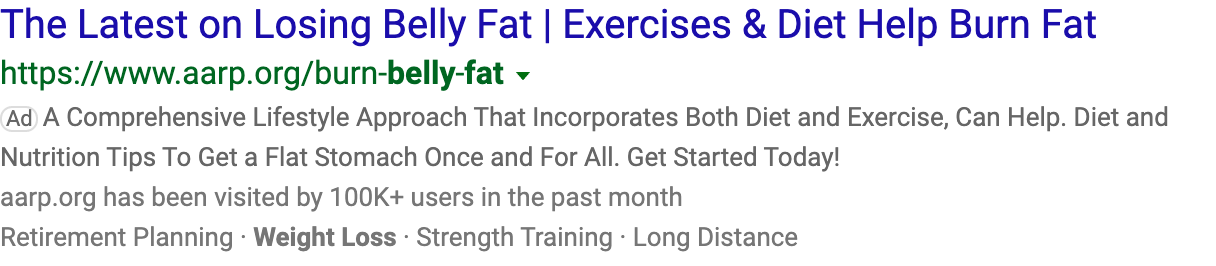 The Latest on Losing Belly Fat | Exercises & Diet Help Burn Fat
https://www.aarp.org/burn-belly-fat
Ad A Comprehensive Lifestyle Approach That Incorporates Both Diet and Exercise, Can Help. Diet and
Nutrition Tips To Get a Flat Stomach Once and For All. Get Started Today!
aarp.org has been visited by 100K+ users in the past month
Retirement Planning · Weight Loss · Strength Training · Long Distance